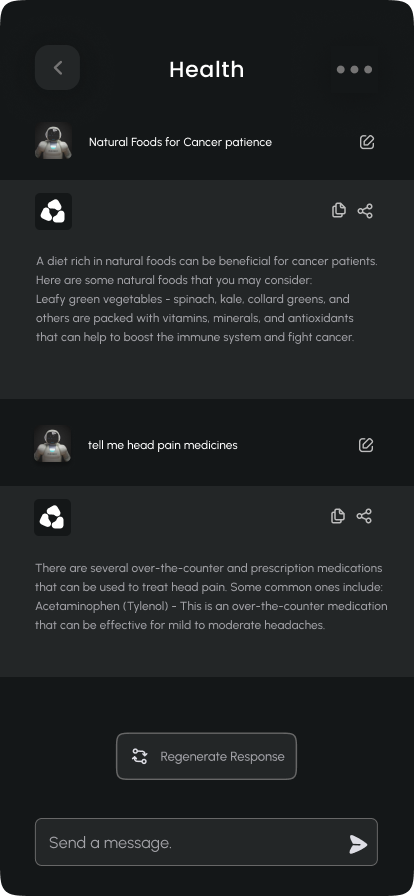 Health
Natural Foods for Cancer patience
A diet rich in natural foods can be beneficial for cancer patients.
Here are some natural foods that you may consider:
Leafy green vegetables - spinach, kale, collard greens, and
others are packed with vitamins, minerals, and antioxidants
that can help to boost the immune system and fight cancer.
tell me head pain medicines
There are several over-the-counter and prescription medications
that can be used to treat head pain. Some common ones include:
Acetaminophen (Tylenol) - This is an over-the-counter medication
that can be effective for mild to moderate headaches.
Regenerate Response
Send a message.